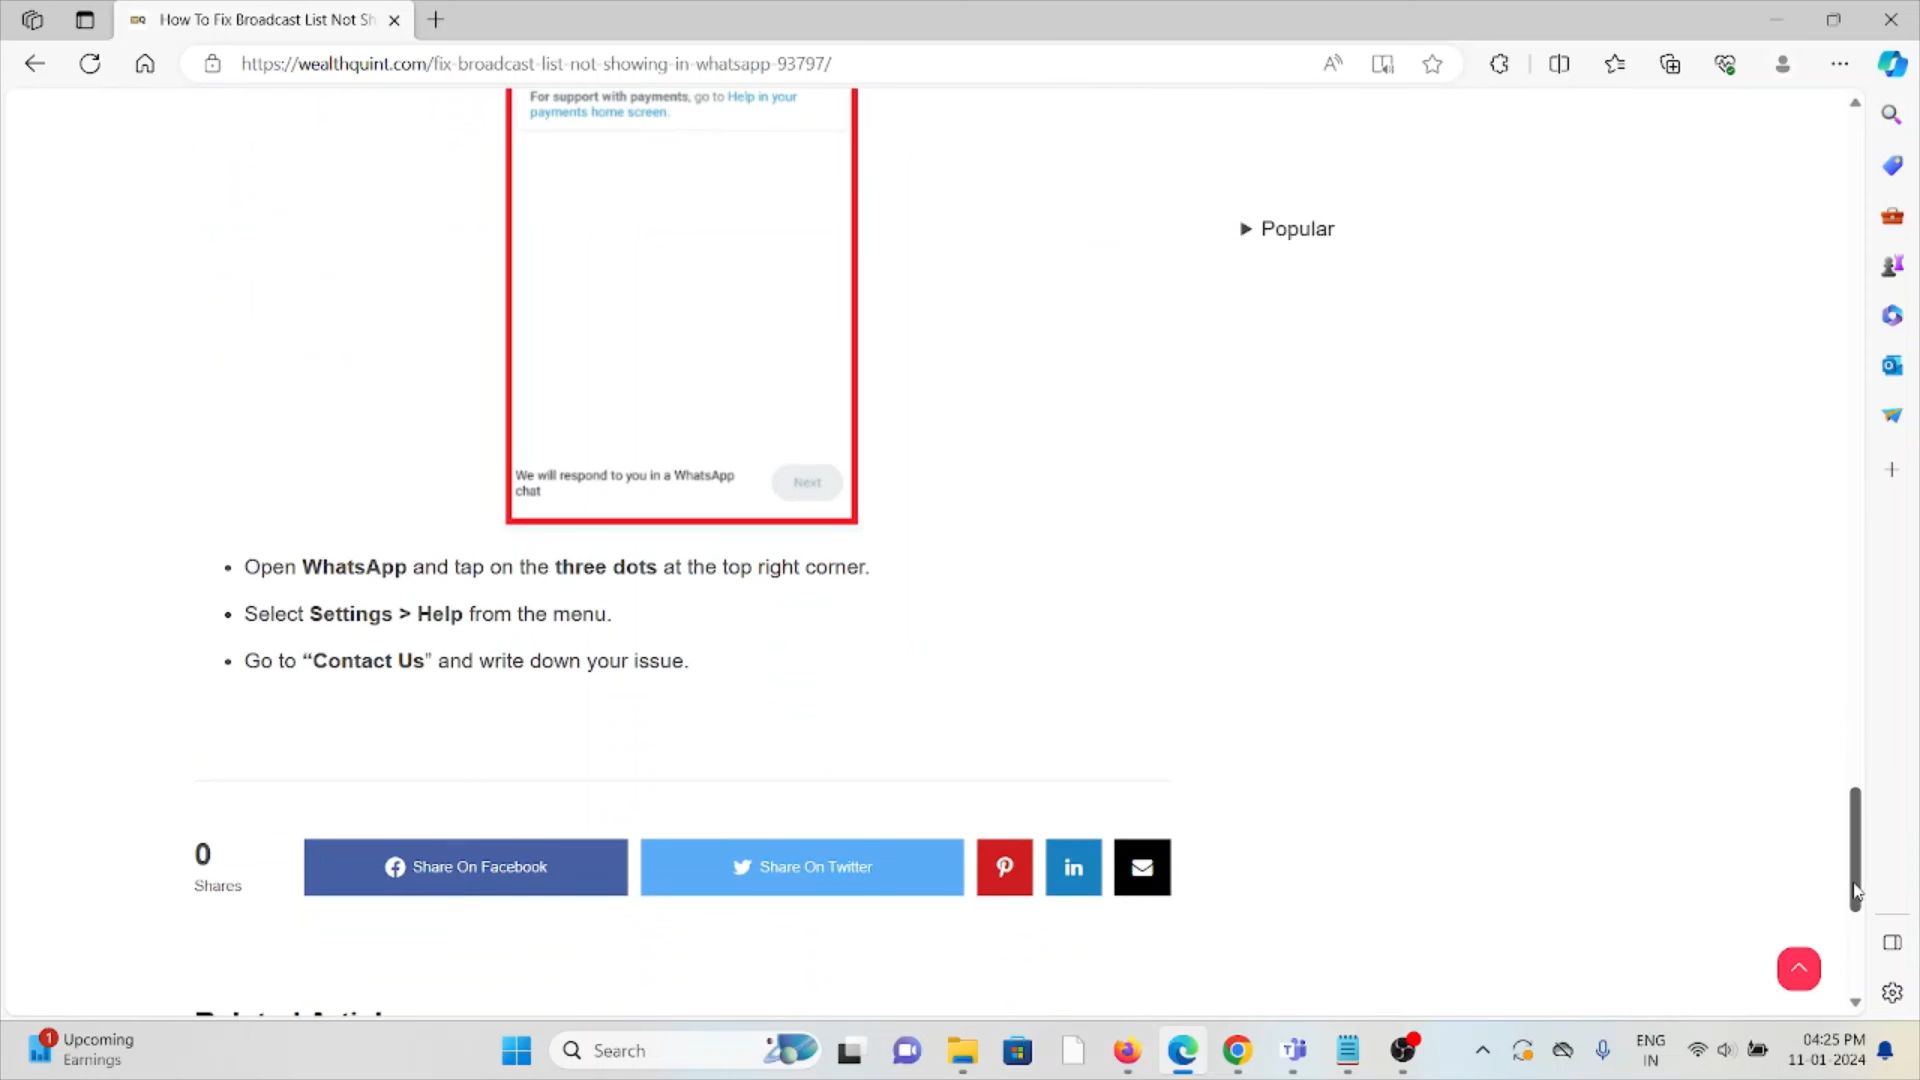 How To Fix Broadcast List Not Sh
https://wealthquint.com/fix-broadcast-list-not-showing-in-whatsapp-93797/
For support with payments, go to Help in your
payments home screen.
Popular
We will respond to you in a WhatsApp
chat
Next
• Open WhatsApp and tap on the three dots at the top right corner.
• Select Settings > Help from the menu.
• Go to “Contact Us” and write down your issue.
0
Shares
Share On Facebook
Share On Twitter
Related Articl
1
Upcoming
Earnings
Search
ENG
IN
04:25 PM
11-01-2024